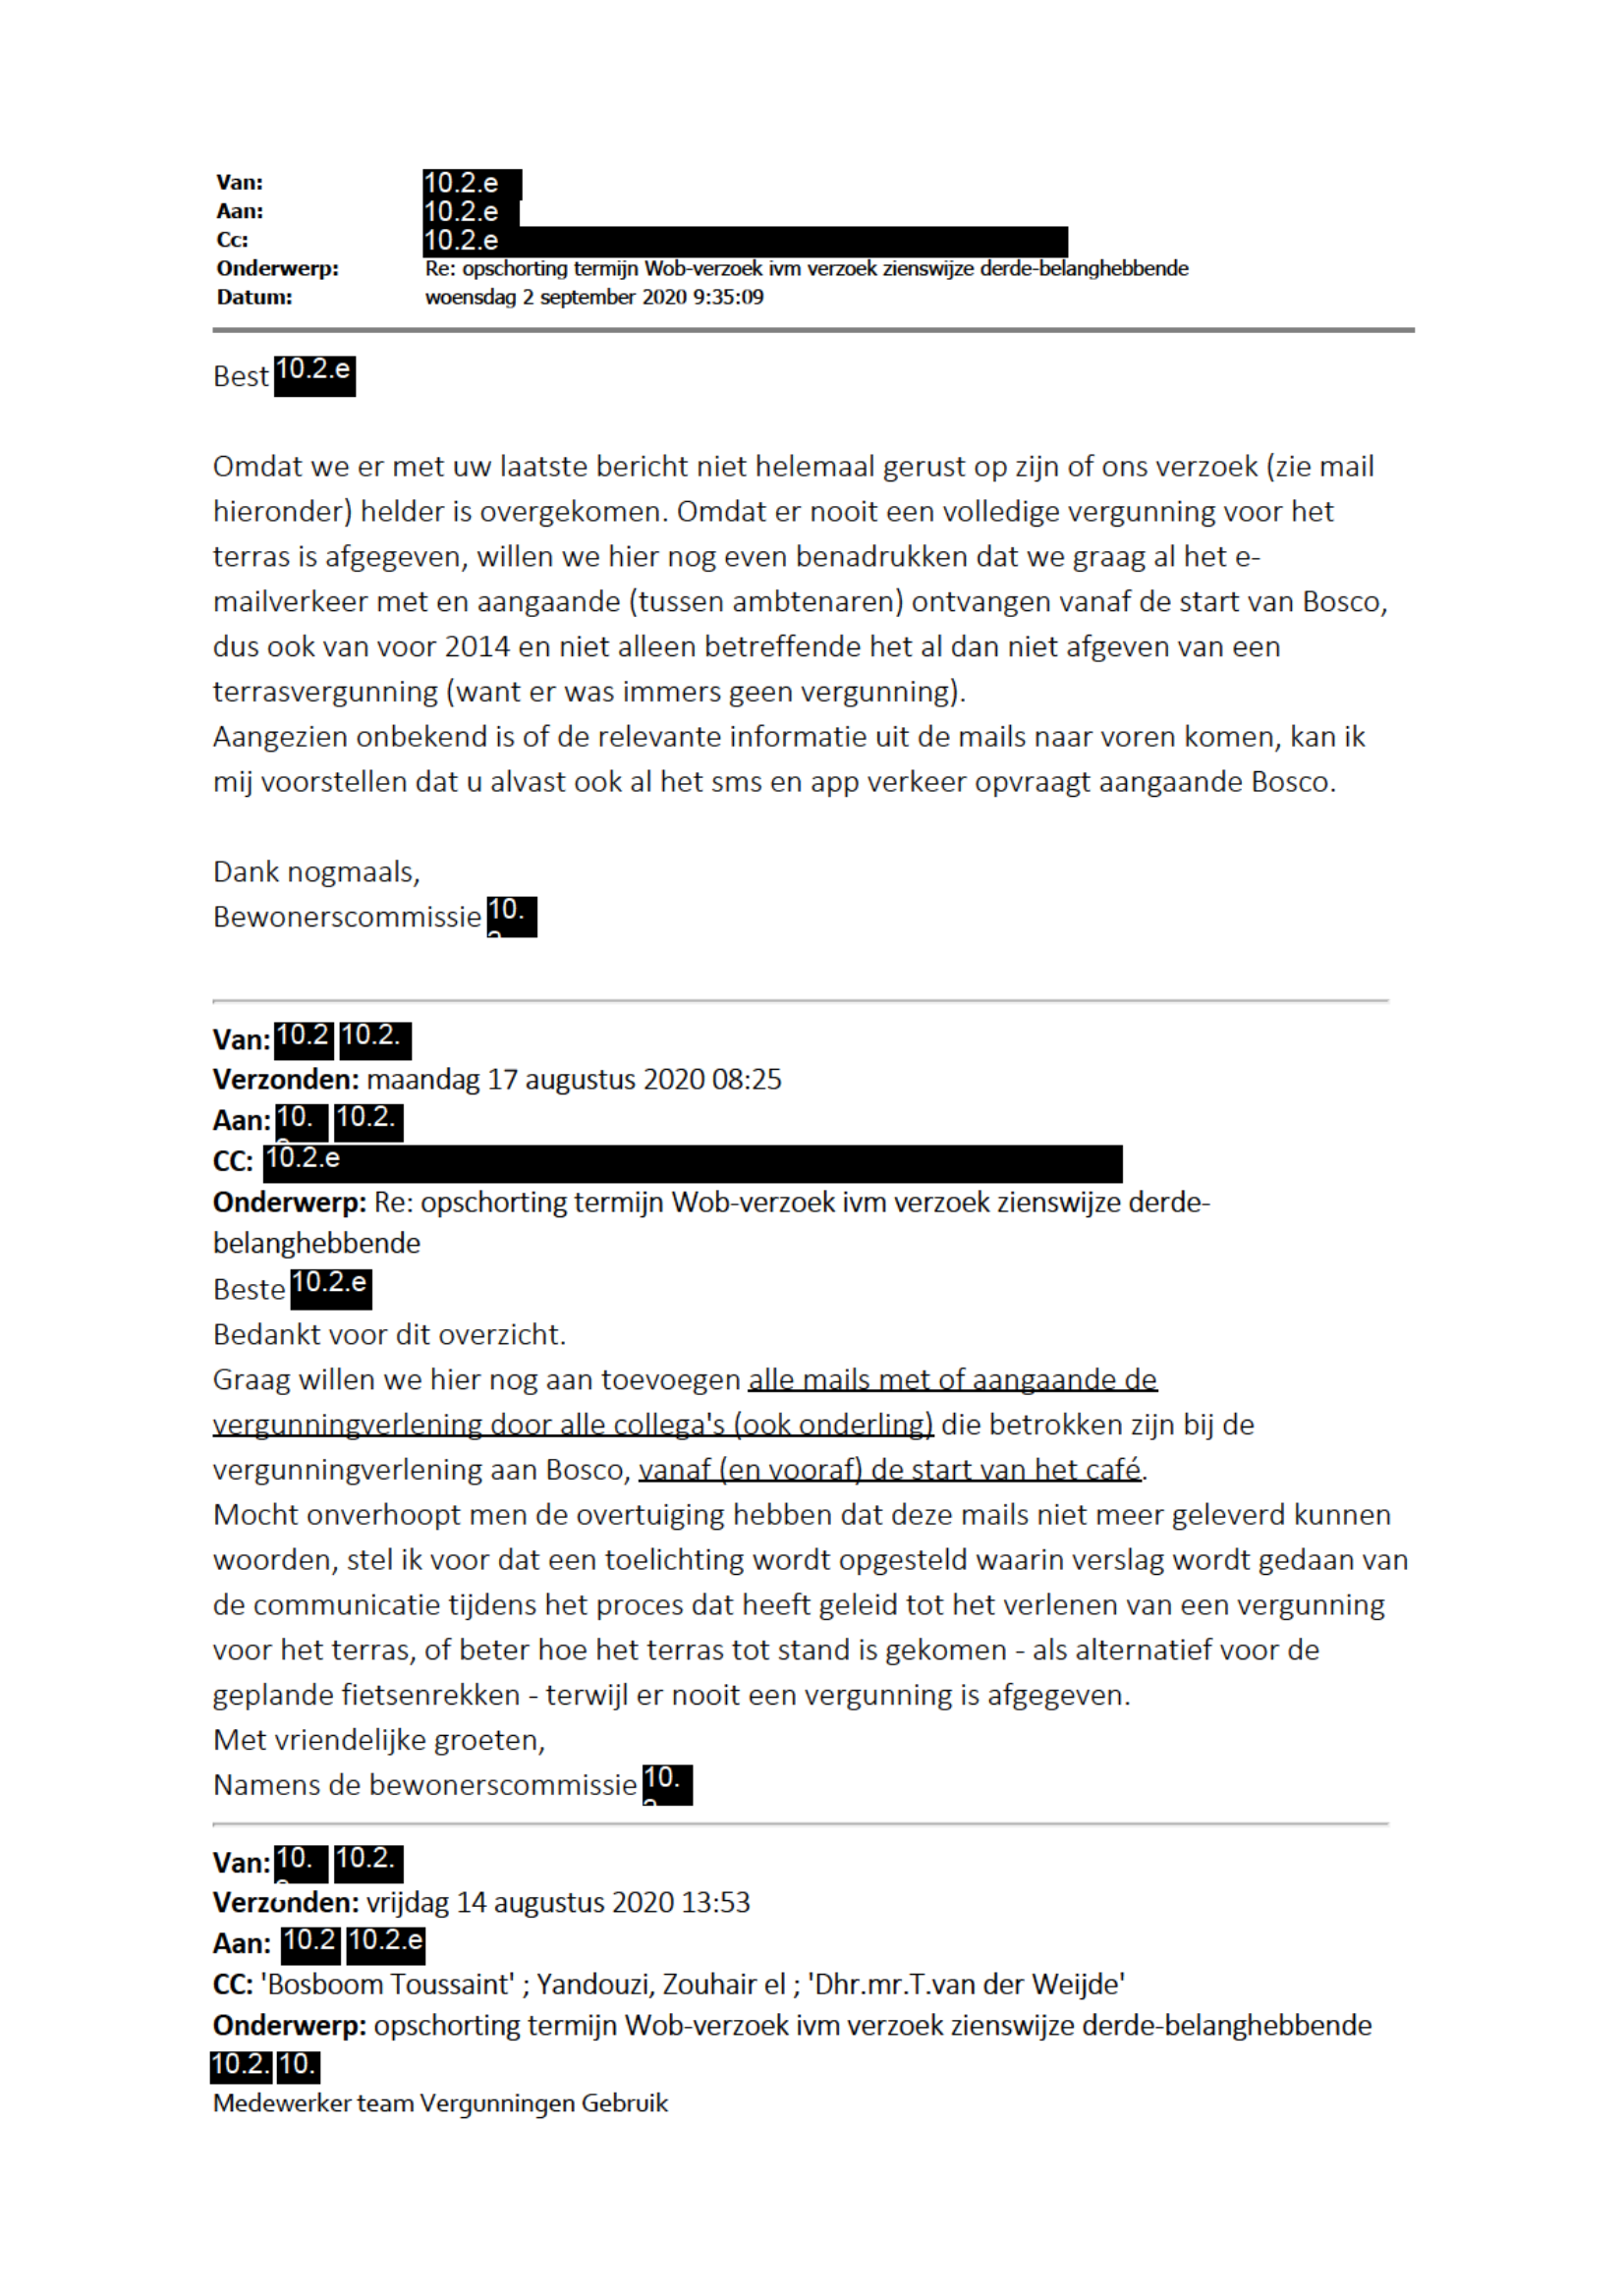 Van: 10.2.e
Aan: 10.2.e
Cc: 10.2.e
Onderwerp: Re: opschorting termijn Wob-verzoek ivm verzoek zienswijze derde-belanghebbende
Datum: woensdag 2 september 2020 9:35:09
Best 10.2.e
Omdat we er met uw laatste bericht niet helemaal gerust op zijn of ons verzoek (zie mail
hieronder) helder is overgekomen. Omdat er nooit een volledige vergunning voor het
terras is afgegeven, willen we hier nog even benadrukken dat we graag al het e-
mailverkeer met en aangaande (tussen ambtenaren) ontvangen vanaf de start van Bosco,
dus ook van voor 2014 en niet alleen betreffende het al dan niet afgeven van een
terrasvergunning (want er was immers geen vergunning).
Aangezien onbekend is of de relevante informatie uit de mails naar voren komen, kan ik
mij voorstellen dat u alvast ook al het sms en app verkeer opvraagt aangaande Bosco.
Dank nogmaals,
Bewonerscommissie 10.
Van: 10.2 10.2.
Verzonden: maandag 17 augustus 2020 08:25
Aan: 10. 10.2.
CC: 10.2.e
Onderwerp: Re: opschorting termijn Wob-verzoek ivm verzoek zienswijze derde-
belanghebbende
Beste 10.2.e
Bedankt voor dit overzicht.
Graag willen we hier nog aan toevoegen alle mails met of aangaande de
vergunningverlening door alle collega's (ook onderling) die betrokken zijn bij de
vergunningverlening aan Bosco, vanaf (en vooraf) de start van het café.
Mocht onverhoopt men de overtuiging hebben dat deze mails niet meer geleverd kunnen
woorden, stel ik voor dat een toelichting wordt opgesteld waarin verslag wordt gedaan van
de communicatie tijdens het proces dat heeft geleid tot het verlenen van een vergunning
voor het terras, of beter hoe het terras tot stand is gekomen - als alternatief voor de
geplande fietsenrekken - terwijl er nooit een vergunning is afgegeven.
Met vriendelijke groeten,
Namens de bewonerscommissie 10.
Van: 10. 10.2.
Verzonden: vrijdag 14 augustus 2020 13:53
Aan: 10.2 10.2.e
CC: 'Bosboom Toussaint' ; Yandouzi, Zouhair el ; 'Dhr.mr.T.van der Weijde'
Onderwerp: opschorting termijn Wob-verzoek ivm verzoek zienswijze derde-belanghebbende
10.2. 10.
Medewerker team Vergunningen Gebruik